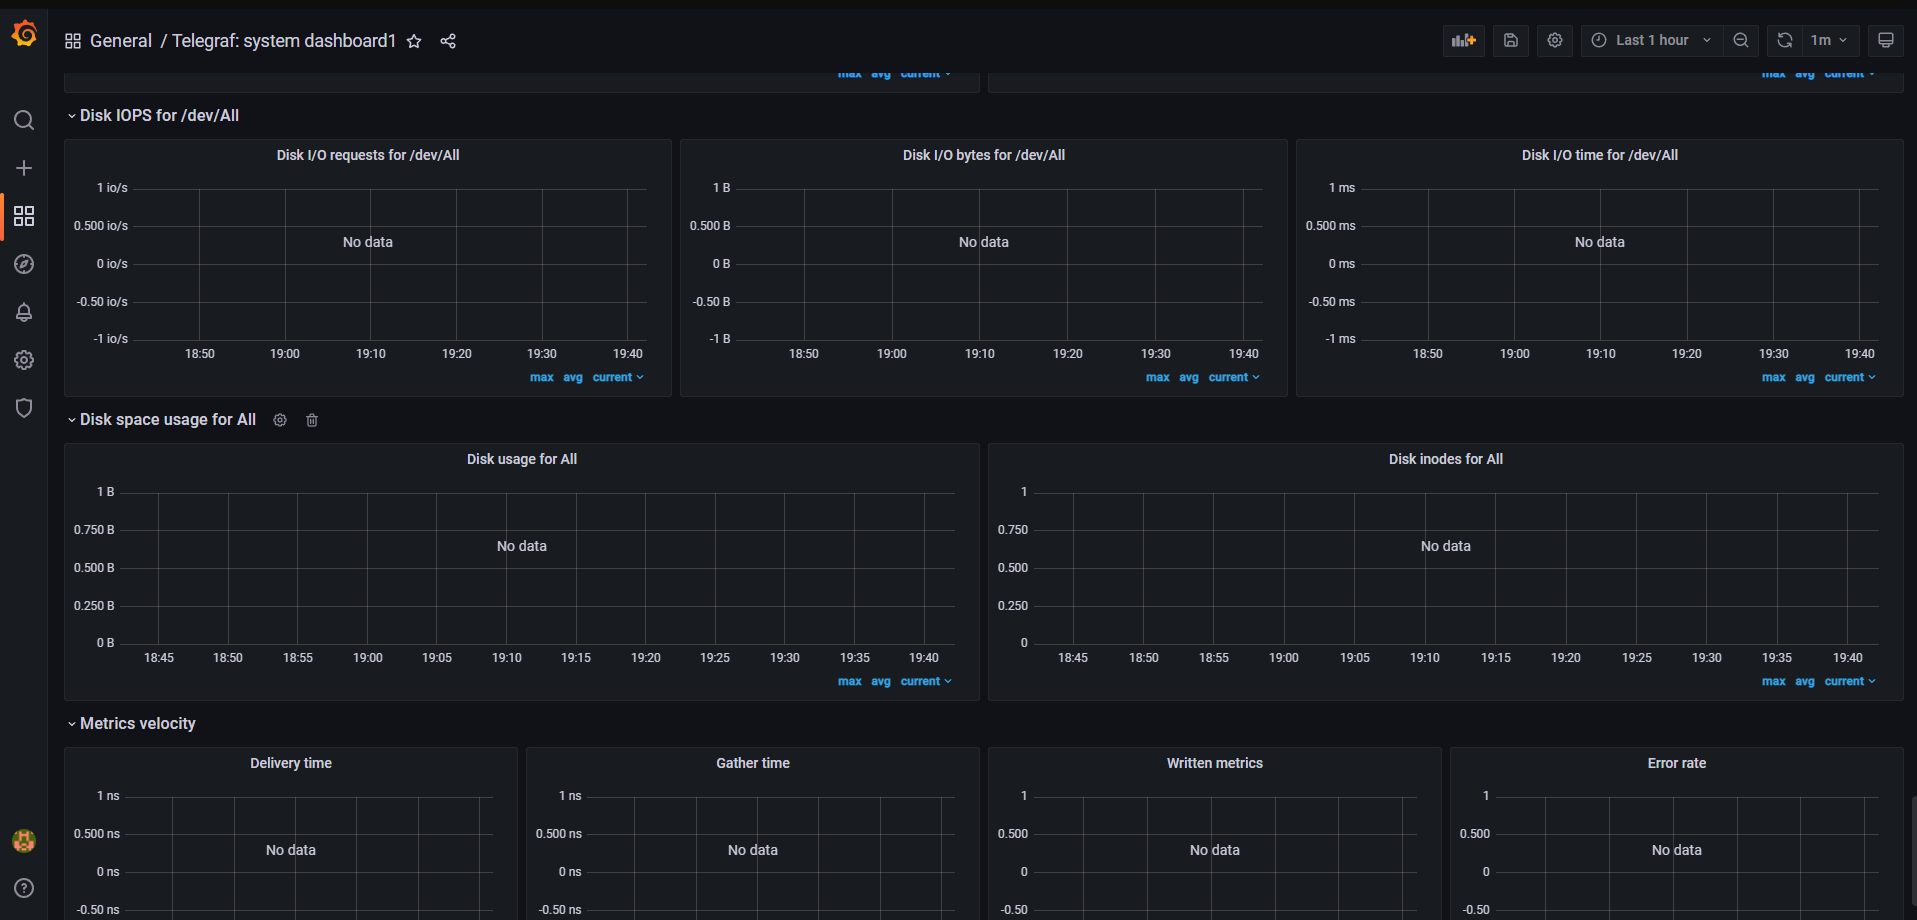 General / Telegraf: system dashboard1
Last 1 hour
1m
max avg current
max avg current
Disk IOPS for /dev/All
Disk I/O requests for /dev/All
1 io/s
0.500 io/s
No data
0 io/s
-0.50 io/s
-1 io/s
18:50 19:00 19:10 19:20 19:30 19:40
max avg current
Disk I/O bytes for /dev/All
1 B
0.500 B
No data
0 B
-0.50 B
-1 B
18:50 19:00 19:10 19:20 19:30 19:40
max avg current
Disk I/O time for /dev/All
1 ms
0.500 ms
No data
0 ms
-0.50 ms
-1 ms
18:50 19:00 19:10 19:20 19:30 19:40
max avg current
Disk space usage for All
Disk usage for All
1 B
0.750 B
No data
0.500 B
0.250 B
0 B
18:45 18:50 18:55 19:00 19:05 19:10 19:15 19:20 19:25 19:30 19:35 19:40
max avg current
Disk inodes for All
1
0.750
No data
0.500
0.250
0
18:45 18:50 18:55 19:00 19:05 19:10 19:15 19:20 19:25 19:30 19:35 19:40
max avg current
Metrics velocity
Delivery time
1 ns
0.500 ns
No data
0 ns
-0.50 ns
Gather time
1 ns
0.500 ns
No data
0 ns
-0.50 ns
Written metrics
1
0.500
No data
0
-0.50
Error rate
1
0.500
No data
0
-0.50